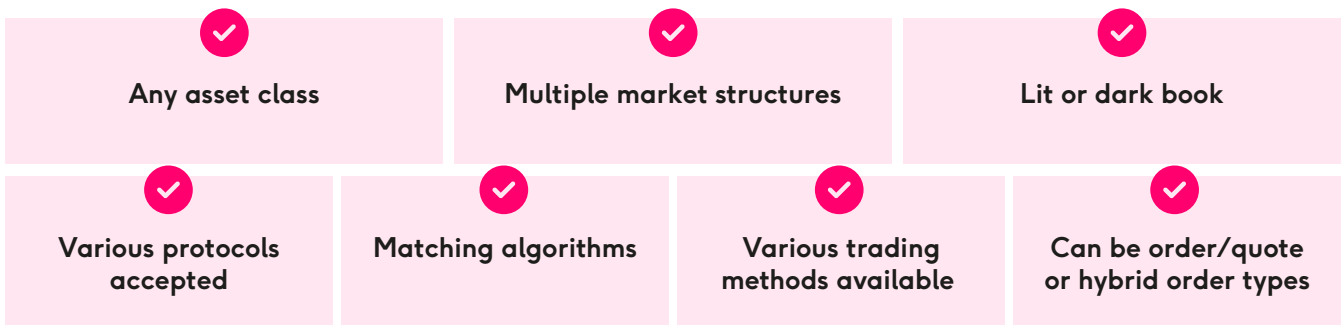 Any asset class
Multiple market structures
Lit or dark book
Various protocols
accepted
Matching algorithms
Various trading
methods available
Can be order/quote
or hybrid order types